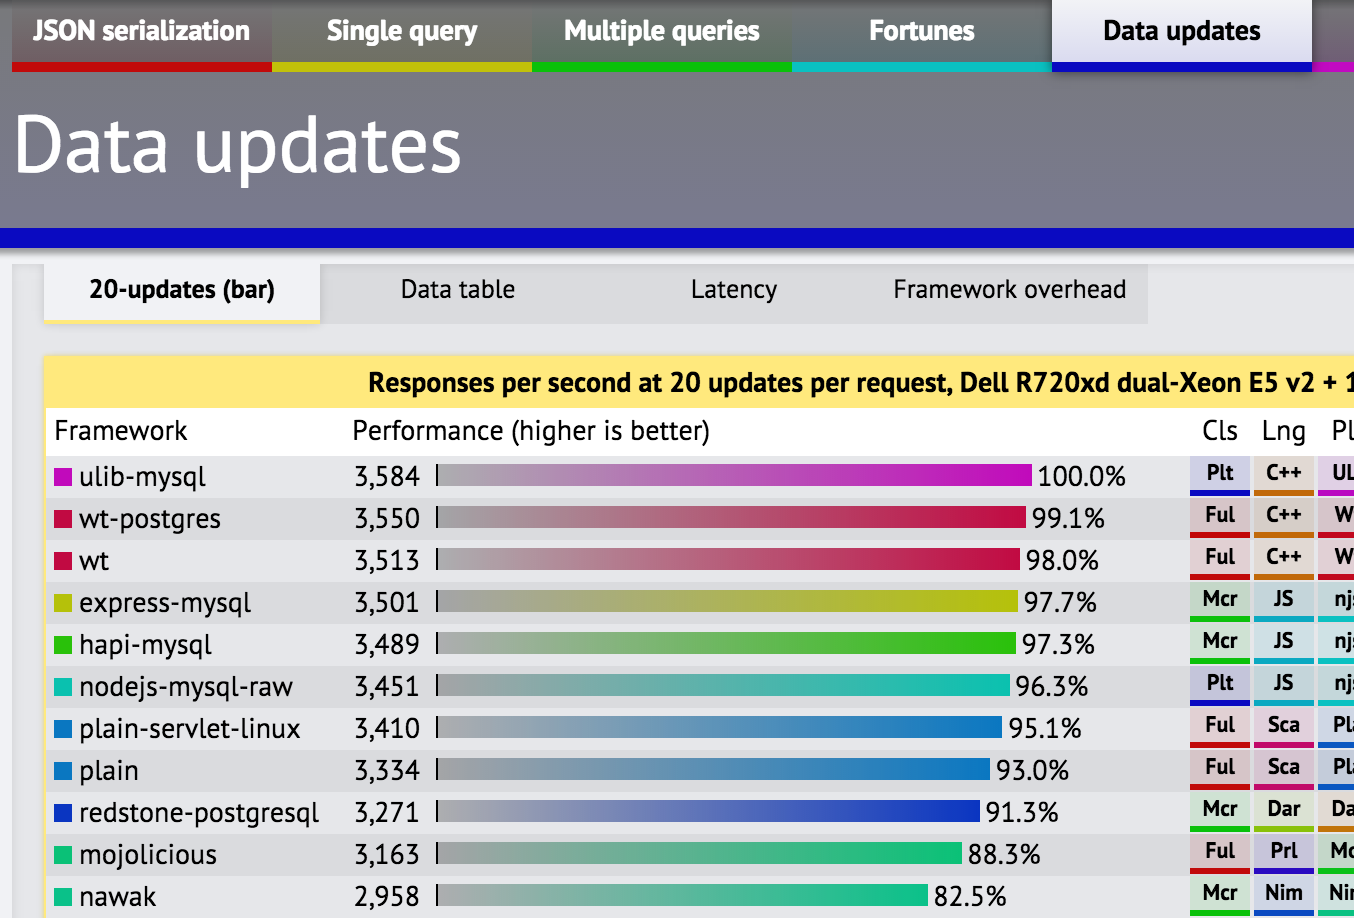 JSON serialization Single query Multiple queries Fortunes Data updates
Data updates
20-updates (bar) Data table Latency Framework overhead
Responses per second at 20 updates per request, Dell R720xd dual-Xeon E5 v2 + 1
Framework Performance (higher is better) Cls Lng Pl
ulib-mysql 3,584 100.0% Plt C++ UL
wt-postgres 3,550 99.1% Ful C++ W
wt 3,513 98.0% Ful C++ W
express-mysql 3,501 97.7% Mcr JS njs
hapi-mysql 3,489 97.3% Mcr JS njs
nodejs-mysql-raw 3,451 96.3% Plt JS njs
plain-servlet-linux 3,410 95.1% Ful Sca Pla
plain 3,334 93.0% Ful Sca Pla
redstone-postgresql 3,271 91.3% Mcr Dar Da
mojolicious 3,163 88.3% Ful Prl Mo
nawak 2,958 82.5% Mcr Nim Nir